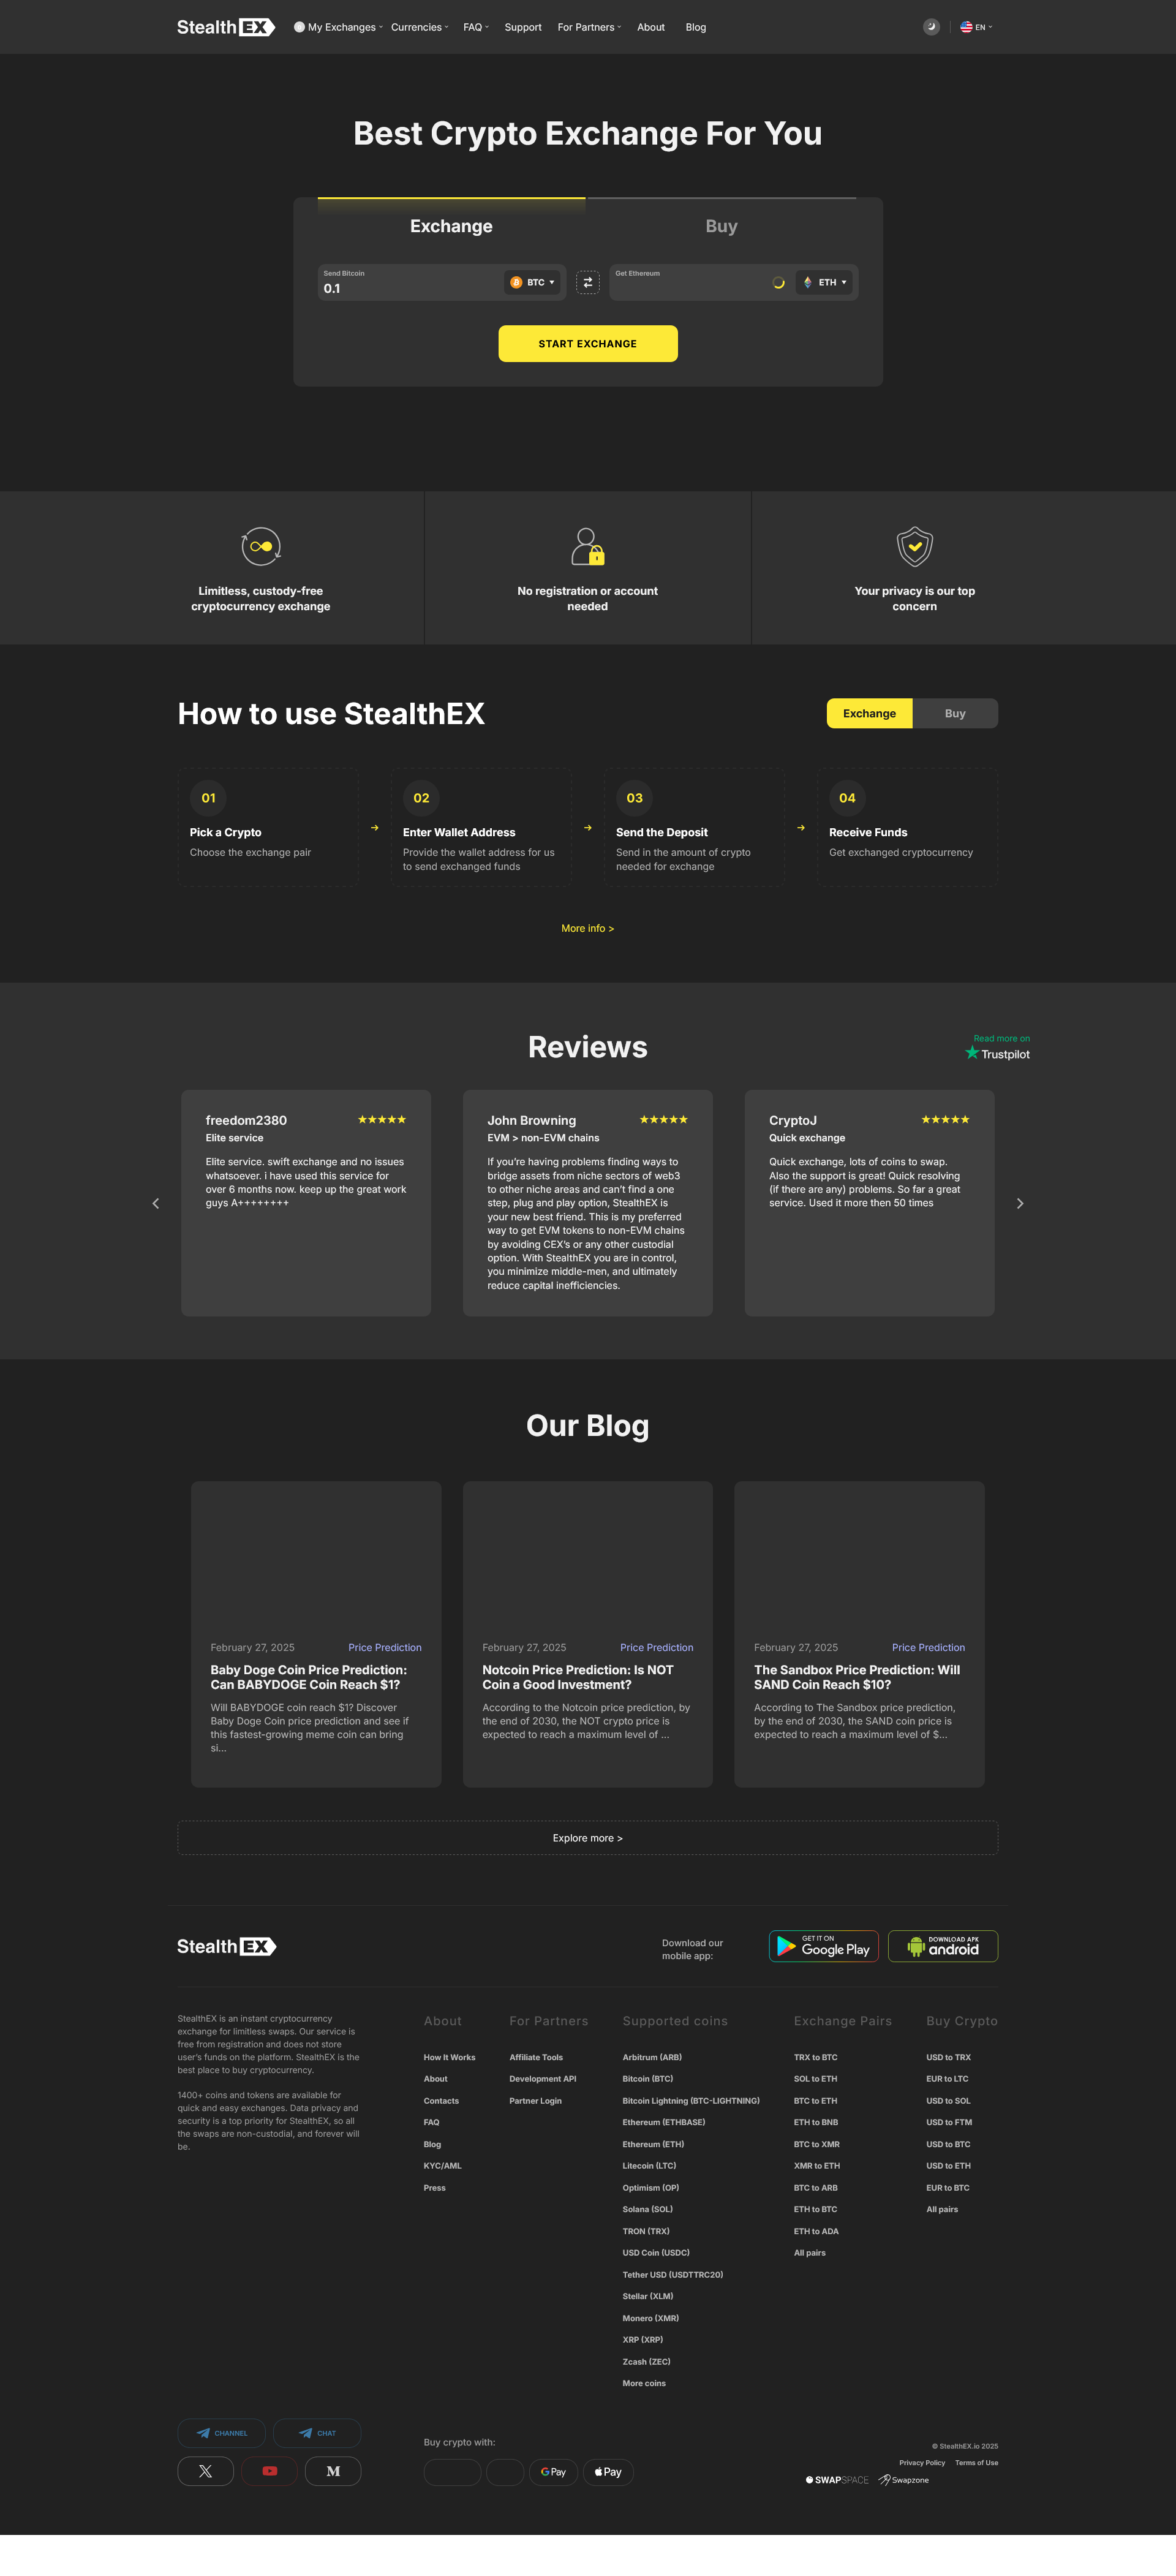 StealthEX
My Exchanges
Currencies
FAQ
Support
For Partners
About
Blog
EN
Best Crypto Exchange For You
Exchange
Buy
Send Bitcoin
0.1
BTC
Get Ethereum
ETH
START EXCHANGE
Limitless, custody-free
cryptocurrency exchange
No registration or account
needed
Your privacy is our top
concern
How to use StealthEX
Exchange
Buy
01
Pick a Crypto
Choose the exchange pair
02
Enter Wallet Address
Provide the wallet address for us
to send exchanged funds
03
Send the Deposit
Send in the amount of crypto
needed for exchange
04
Receive Funds
Get exchanged cryptocurrency
More info >
Reviews
Read more on
Trustpilot
freedom2380
Elite service
Elite service. swift exchange and no issues
whatsoever. i have used this service for
over 6 months now. keep up the great work
guys A++++++++
John Browning
EVM > non-EVM chains
If you're having problems finding ways to
bridge assets from niche sectors of web3
to other niche areas and can't find a one
step, plug and play option, StealthEX is
your new best friend. This is my preferred
way to get EVM tokens to non-EVM chains
by avoiding CEX's or any other custodial
option. With StealthEX you are in control,
you minimize middle-men, and ultimately
reduce capital inefficiencies.
CryptoJ
Quick exchange
Quick exchange, lots of coins to swap.
Also the support is great! Quick resolving
(if there are any) problems. So far a great
service. Used it more then 50 times
Our Blog
February 27, 2025
Price Prediction
Baby Doge Coin Price Prediction:
Can BABYDOGE Coin Reach $1?
Will BABYDOGE coin reach $1? Discover
Baby Doge Coin price prediction and see if
this fastest-growing meme coin can bring
si...
February 27, 2025
Price Prediction
Notcoin Price Prediction: Is NOT
Coin a Good Investment?
According to the Notcoin price prediction, by
the end of 2030, the NOT crypto price is
expected to reach a maximum level of ...
February 27, 2025
Price Prediction
The Sandbox Price Prediction: Will
SAND Coin Reach $10?
According to The Sandbox price prediction,
by the end of 2030, the SAND coin price is
expected to reach a maximum level of $...
Explore more >
StealthEX
Download our
mobile app:
GET IT ON
Google Play
DOWNLOAD APK
android
StealthEX is an instant cryptocurrency
exchange for limitless swaps. Our service is
free from registration and does not store
user's funds on the platform. StealthEX is the
best place to buy cryptocurrency.
1400+ coins and tokens are available for
quick and easy exchanges. Data privacy and
security is a top priority for StealthEX, so all
the swaps are non-custodial, and forever will
be.
About
How It Works
About
Contacts
FAQ
Blog
KYC/AML
Press
For Partners
Affiliate Tools
Development API
Partner Login
Supported coins
Arbitrum (ARB)
Bitcoin (BTC)
Bitcoin Lightning (BTC-LIGHTNING)
Ethereum (ETHBASE)
Ethereum (ETH)
Litecoin (LTC)
Optimism (OP)
Solana (SOL)
TRON (TRX)
USD Coin (USDC)
Tether USD (USDTTRC20)
Stellar (XLM)
Monero (XMR)
XRP (XRP)
Zcash (ZEC)
More coins
Exchange Pairs
TRX to BTC
SOL to ETH
BTC to ETH
ETH to BNB
BTC to XMR
XMR to ETH
BTC to ARB
ETH to BTC
ETH to ADA
All pairs
Buy Crypto
USD to TRX
EUR to LTC
USD to SOL
USD to FTM
USD to BTC
USD to ETH
EUR to BTC
All pairs
CHANNEL
CHAT
Buy crypto with:
G Pay
Pay
© StealthEX.io 2025
Privacy Policy
Terms of Use
SWAPSPACE
Swapzone